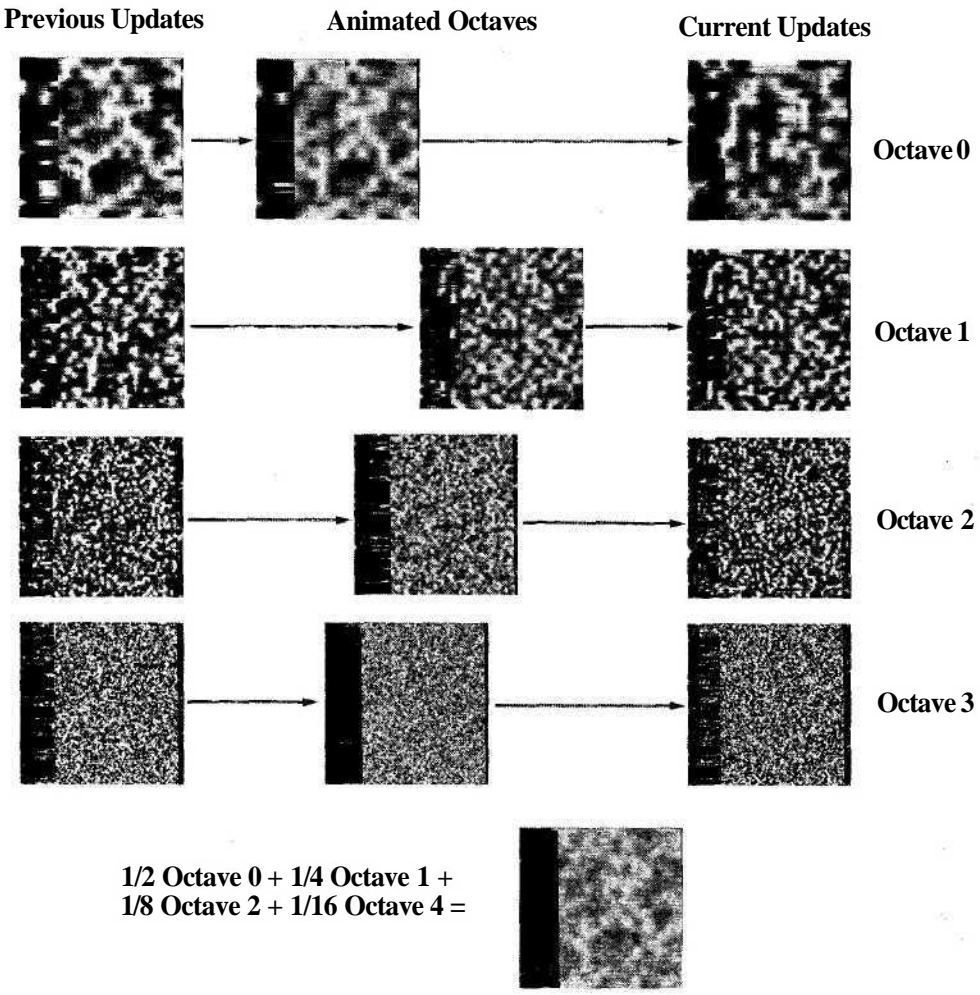 Previous Updates
Animated Octaves
Current Updates
Octave 0
Octave 1
Octave 2
Octave 3
1/2 Octave 0 + 1/4 Octave 1 +
1/8 Octave 2 + 1/16 Octave 4 =